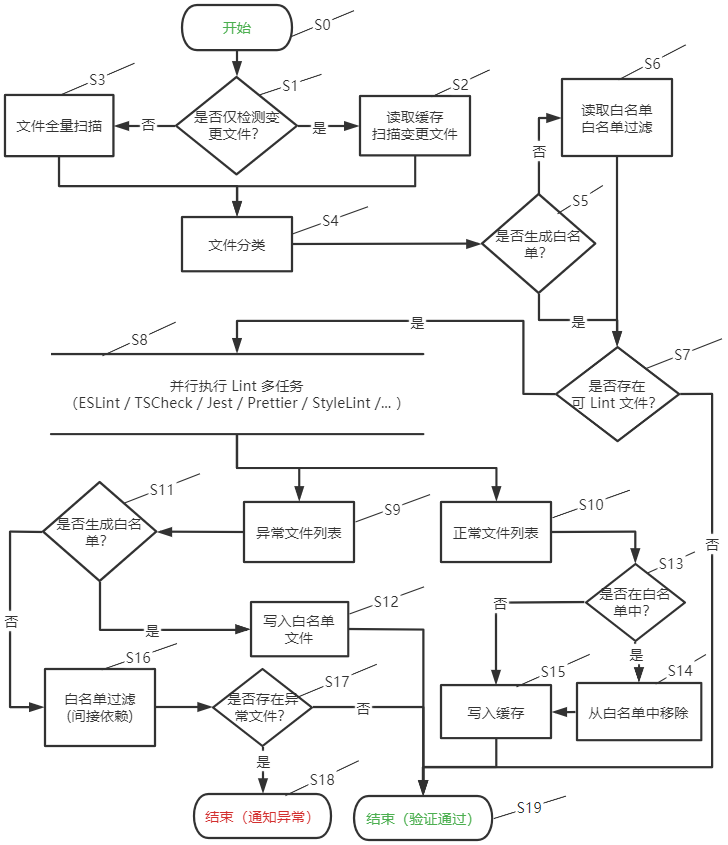 开始
S0
S3
S1
S2
S6
文件全量扫描
否
是否仅检测变
更文件？
是
读取缓存
扫描变更文件
读取白名单
白名单过滤
否
S4
S5
文件分类
是否生成白名
单？
是
是
S8
S7
并行执行 Lint 多任务
（ESLint / TSCheck / Jest / Prettier / StyleLint /... ）
是否存在
可 Lint 文件？
S11
S9
S10
是否生成白名
单？
异常文件列表
正常文件列表
否
S13
是否在白名
单中？
否
S12
否
写入白名单
文件
是
是
S16
S17
S15
S14
白名单过滤
(间接依赖)
是否存在异
常文件？
否
写入缓存
从白名单中移除
是
S18
S19
结束（通知异常）
结束（验证通过）